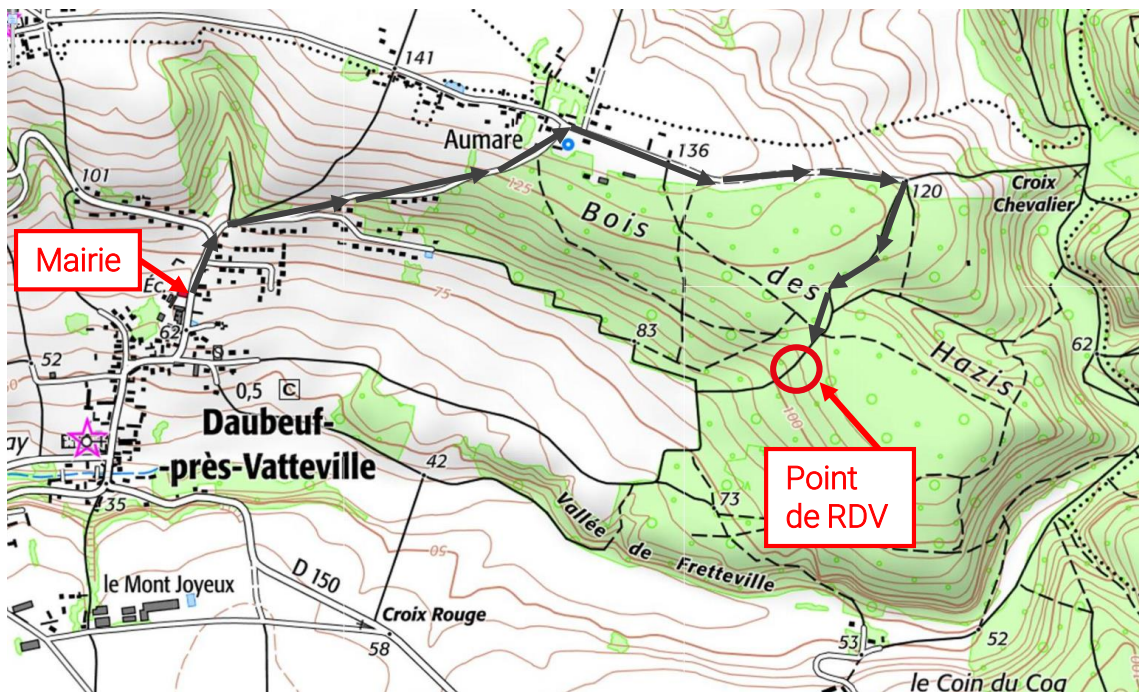 141
Aumare
136
125
101
120
Croix
Chevalier
Bois
Mairie
des
Éc.
75
62
83
Hazis
62
52
0,5
C
100
Daubeuf-
-près-Vatteville
ay
42
Point
de RDV
35
73
Vallée de Fretteville
50
D 150
le Mont Joyeux
Croix Rouge
58
53
52
le Coin du Coq